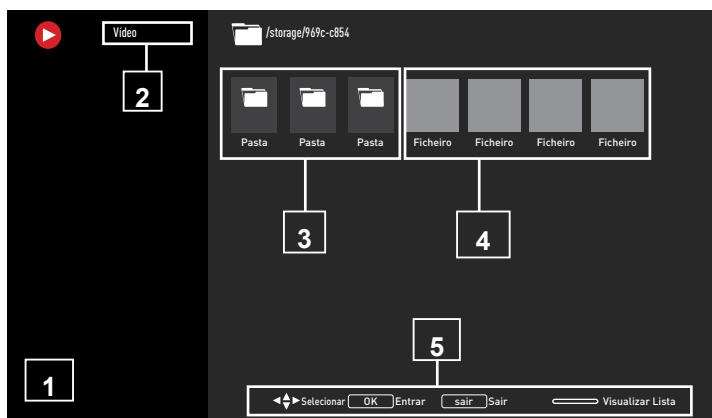 Vídeo
/storage/969c-c854
2
Pasta Pasta Pasta Ficheiro Ficheiro Ficheiro Ficheiro
3
4
5
1
Selecionar OK Entrar sair Sair Visualizar Lista